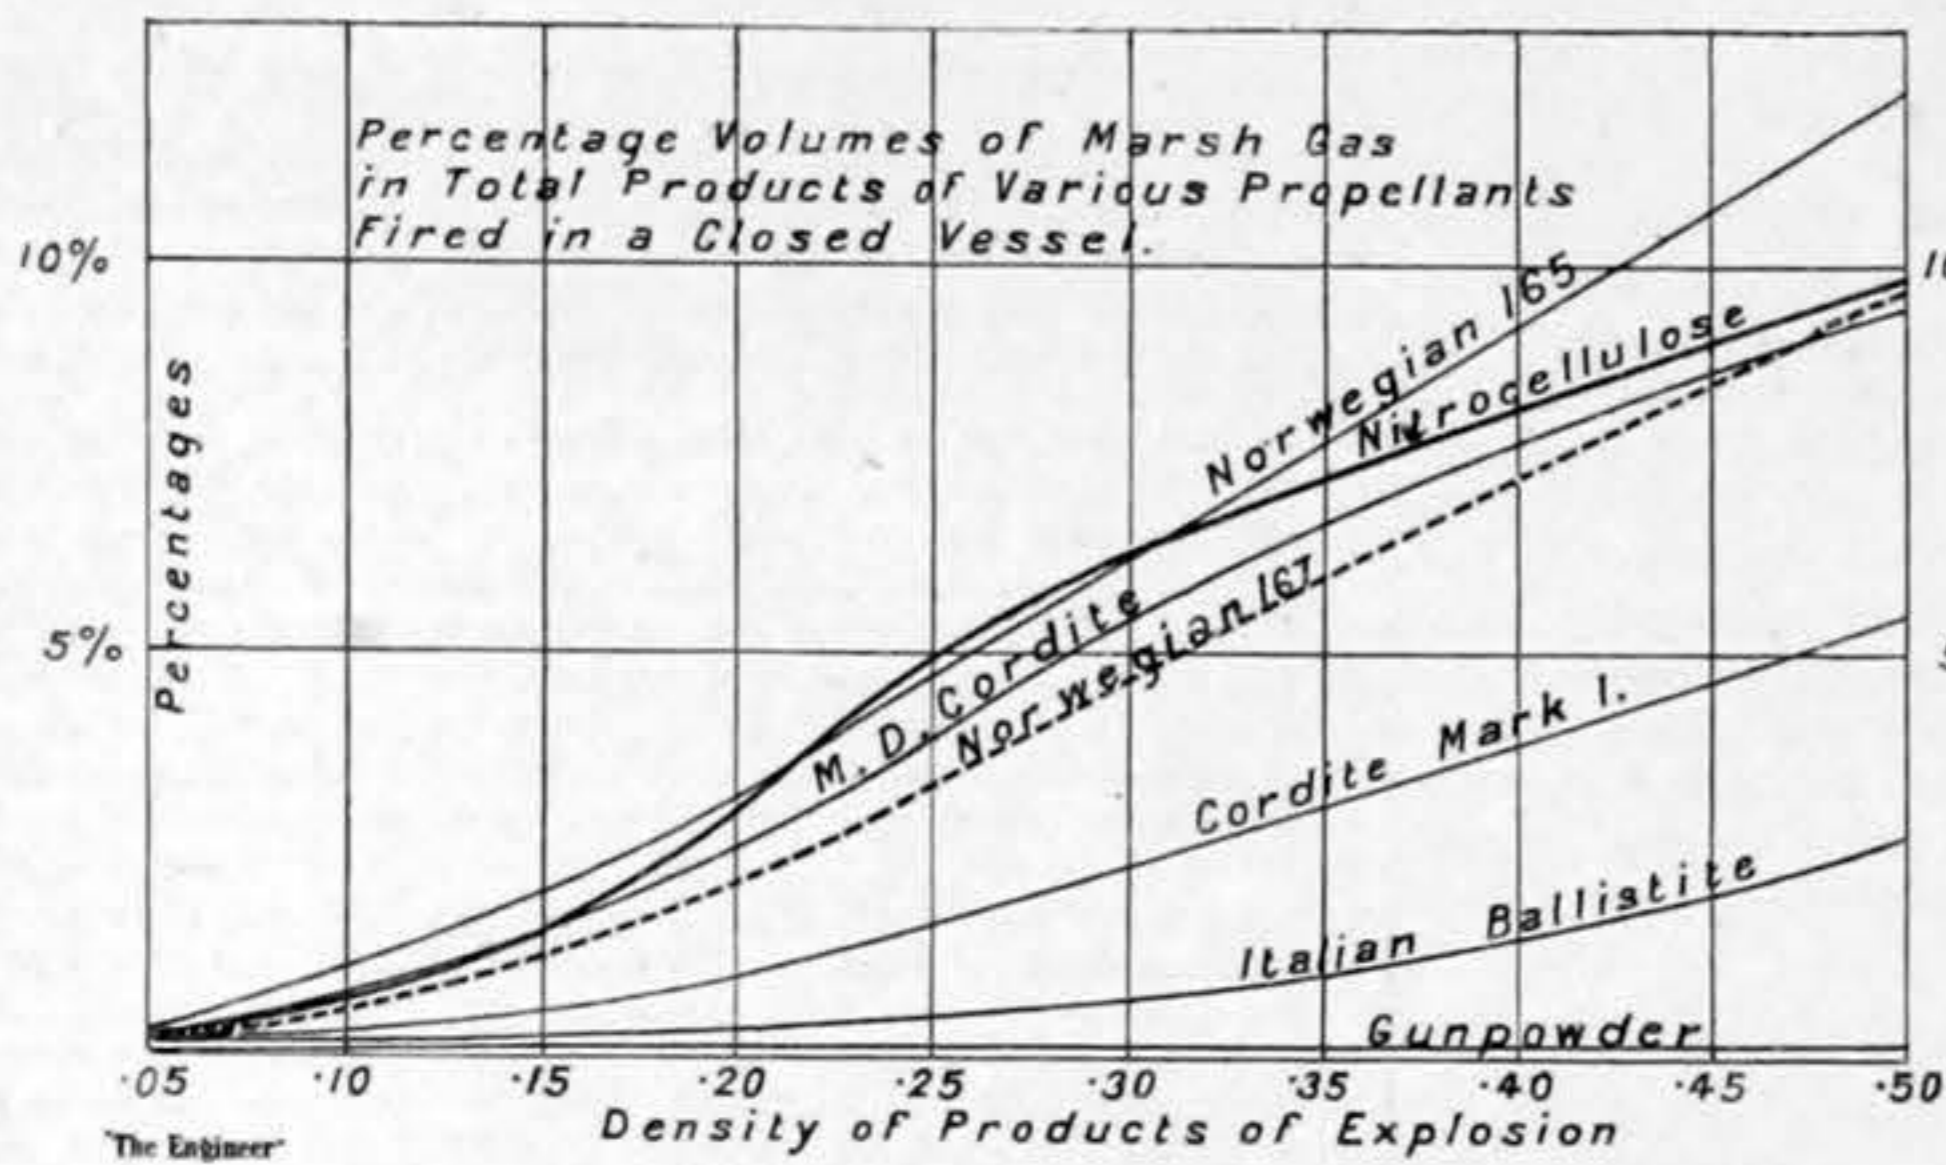 Percentage Volumes of Marsh Gas
in Total Products of Various Propellants
Fired in a Closed Vessel.
10%
5%
Percentages
Norwegian 165
Nitrocellulose
M. D. Cordite
Norwegian 167
Cordite Mark I.
Italian Ballistite
Gunpowder
.05 .10 .15 .20 .25 .30 .35 .40 .45 .50
Density of Products of Explosion
"The Engineer"